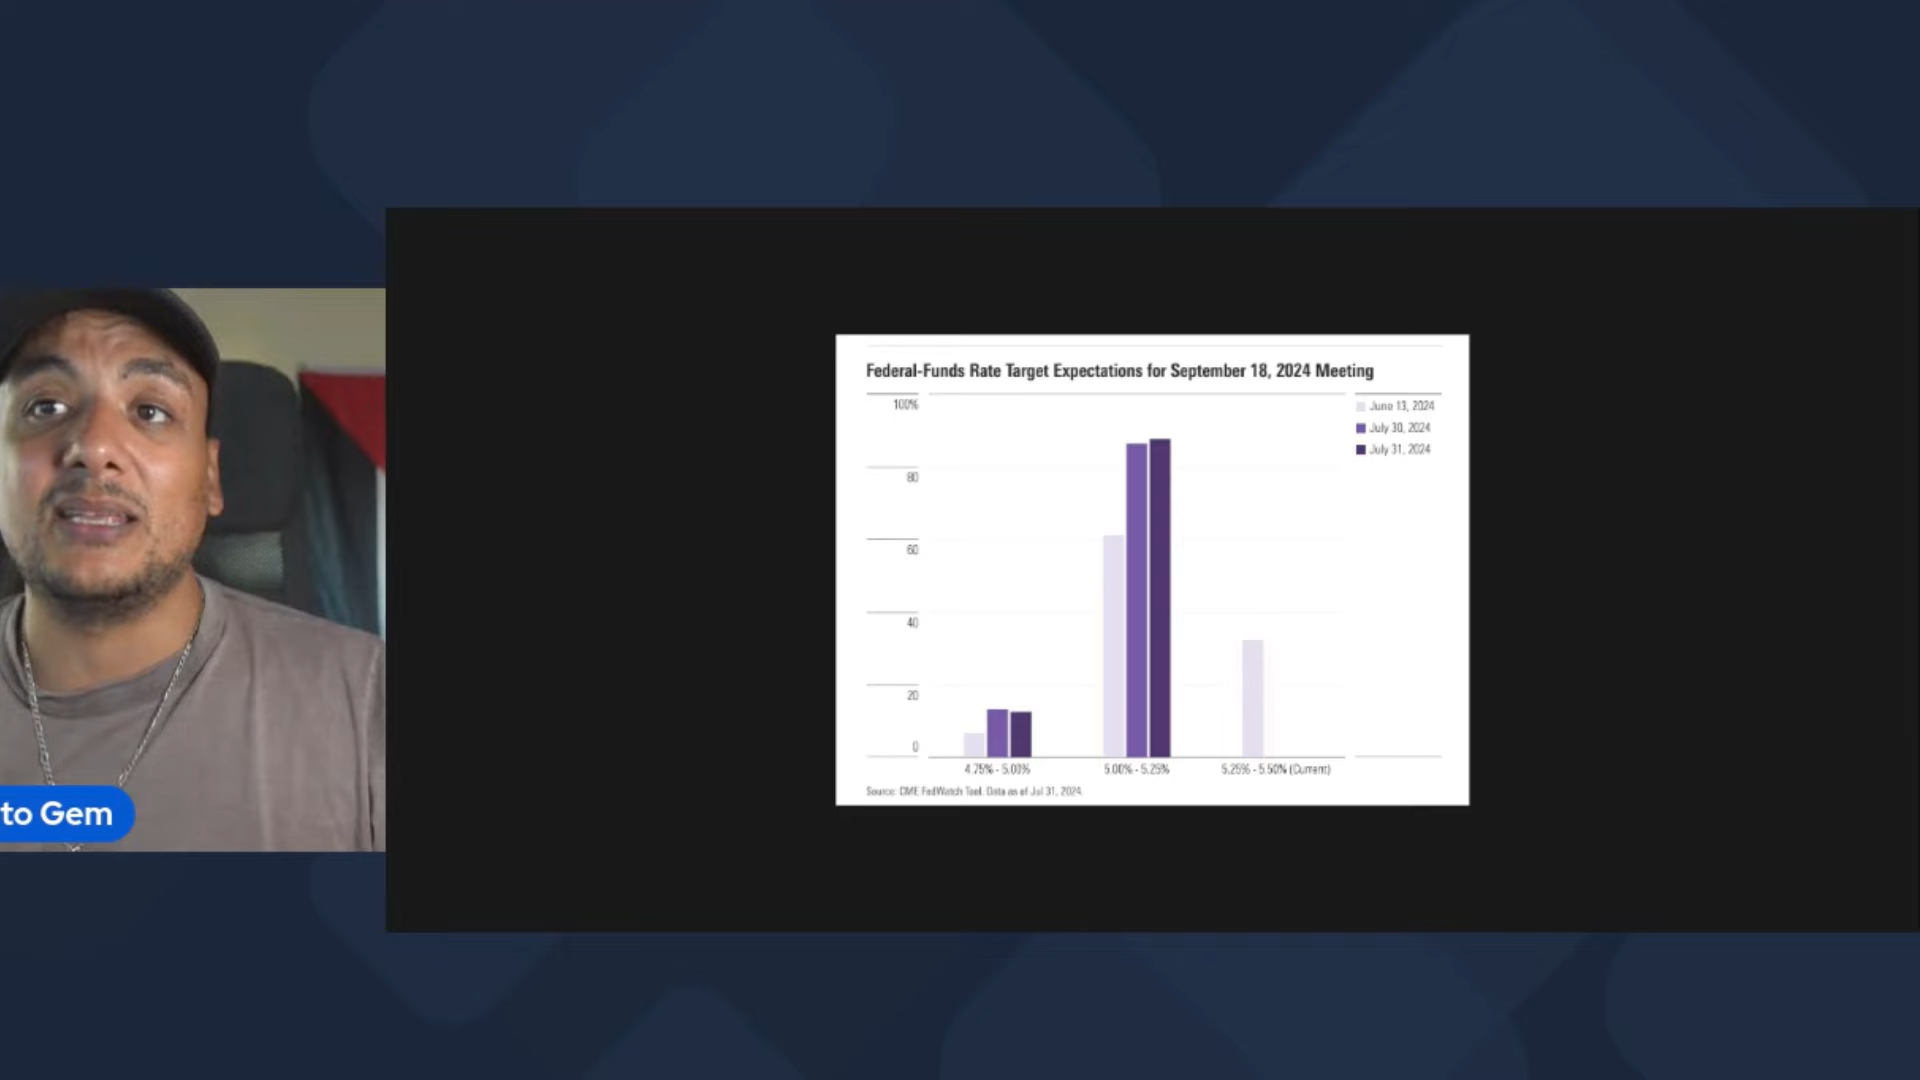 Federal-Funds Rate Target Expectations for September 18, 2024 Meeting
100%
80
60
40
20
0
June 13, 2024
July 30, 2024
July 31, 2024
4.75% - 5.00%
5.00% - 5.25%
5.25% - 5.50% (Current)
Source: CME FedWatch Tool. Data as of Jul 31, 2024.
to Gem